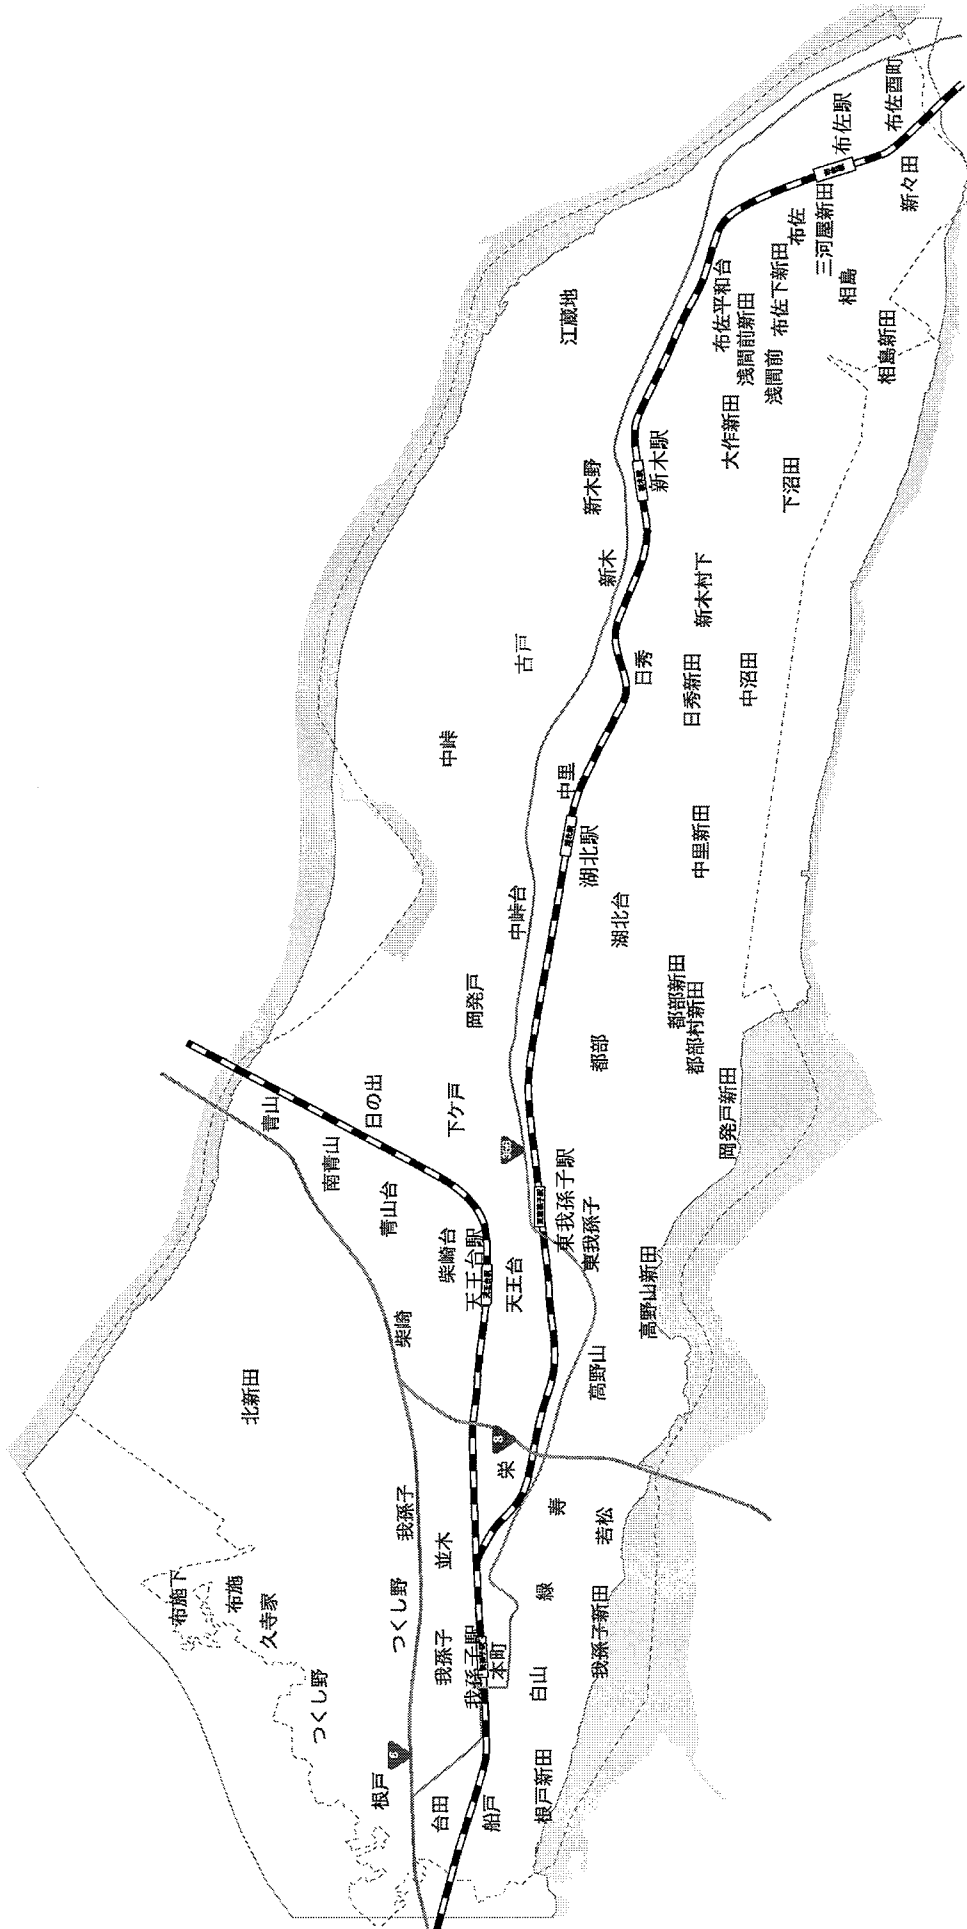 布佐酉町
布佐駅
新々田
布佐
三河屋新田
相島
布佐平和台
布佐下新田
浅間前新田
浅間前
相島新田
江蔵地
大作新田
下沼田
新木野
新木駅
新木
新木村下
古戸
日秀
日秀新田
中沼田
中峠
中里
湖北駅
中里新田
中峠台
湖北台
岡発戸
都部新田
都部村新田
都部
岡発戸新田
青山
日の出
南青山
下ケ戸
青山台
東我孫子駅
東我孫子
柴崎台
天王台駅
天王台
高野山新田
柴崎
高野山
北新田
8
栄
寿
若松
我孫子
並木
緑
布施下
布施
久寺家
つくし野
我孫子
我孫子駅
本町
白山
我孫子新田
つくし野
6
根戸
台田
船戸
根戸新田